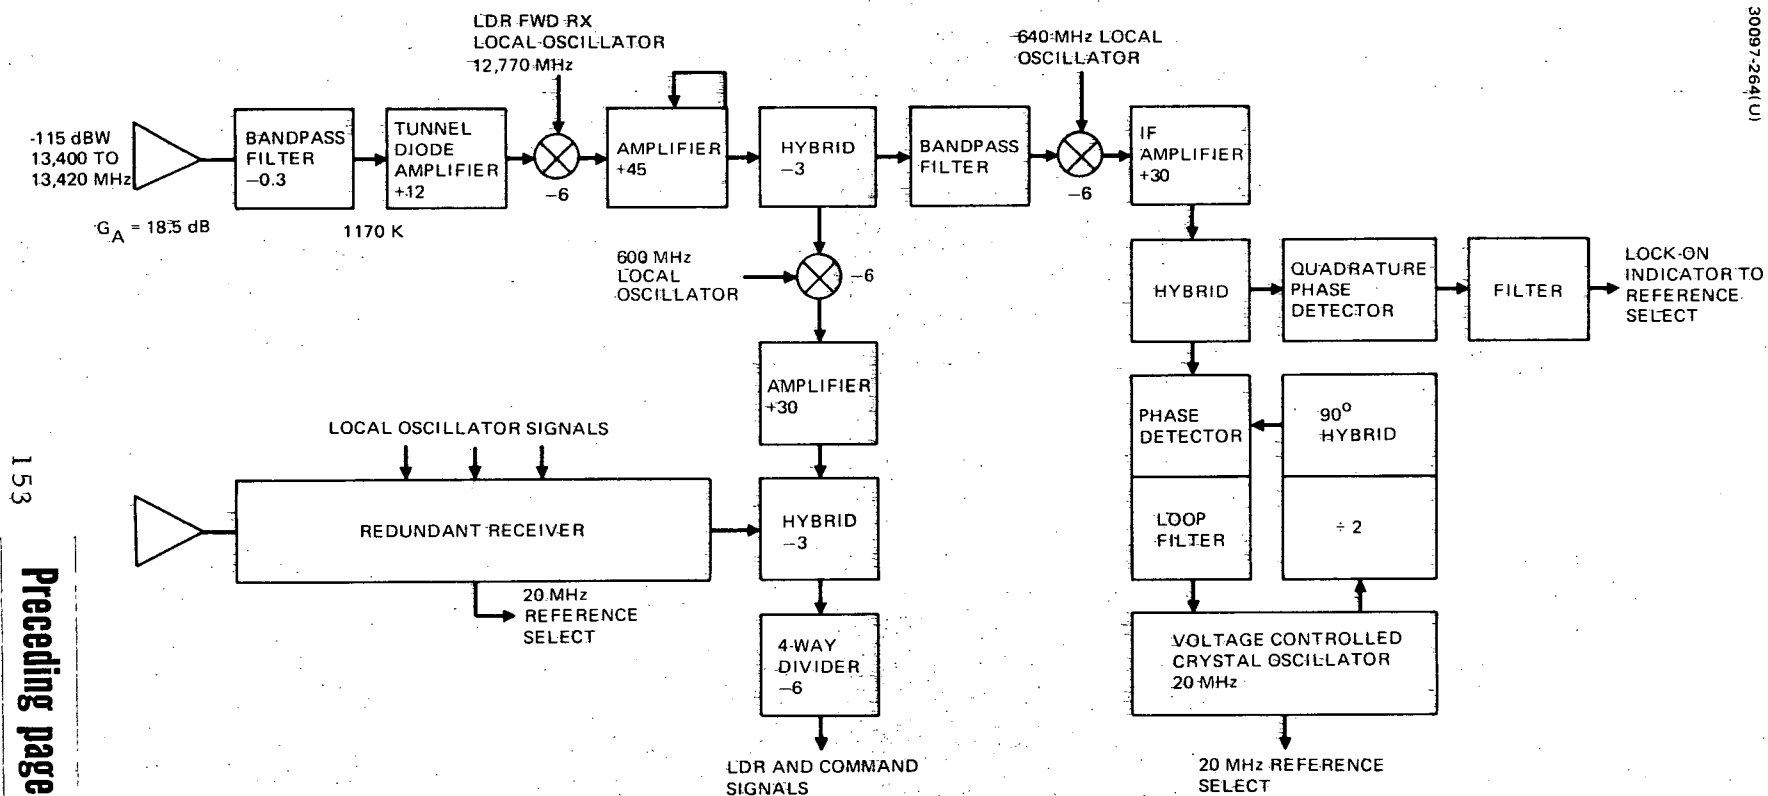 30097-264(U)
LDR FWD RX
LOCAL OSCILLATOR
12,770 MHz
640 MHz LOCAL
OSCILLATOR
-115 dBW
13,400 TO
13,420 MHz
G_A = 18.5 dB
BANDPASS
FILTER
−0.3
1170 K
TUNNEL
DIODE
AMPLIFIER
+12
−6
AMPLIFIER
+45
HYBRID
−3
BANDPASS
FILTER
−6
IF
AMPLIFIER
+30
600 MHz
LOCAL
OSCILLATOR
−6
HYBRID
QUADRATURE
PHASE
DETECTOR
FILTER
LOCK-ON
INDICATOR TO
REFERENCE
SELECT
AMPLIFIER
+30
PHASE
DETECTOR
90°
HYBRID
LOCAL OSCILLATOR SIGNALS
REDUNDANT RECEIVER
HYBRID
−3
LOOP
FILTER
÷ 2
20 MHz
REFERENCE
SELECT
4-WAY
DIVIDER
−6
VOLTAGE CONTROLLED
CRYSTAL OSCILLATOR
20 MHz
LDR AND COMMAND
SIGNALS
20 MHz REFERENCE
SELECT
153
Preceding page